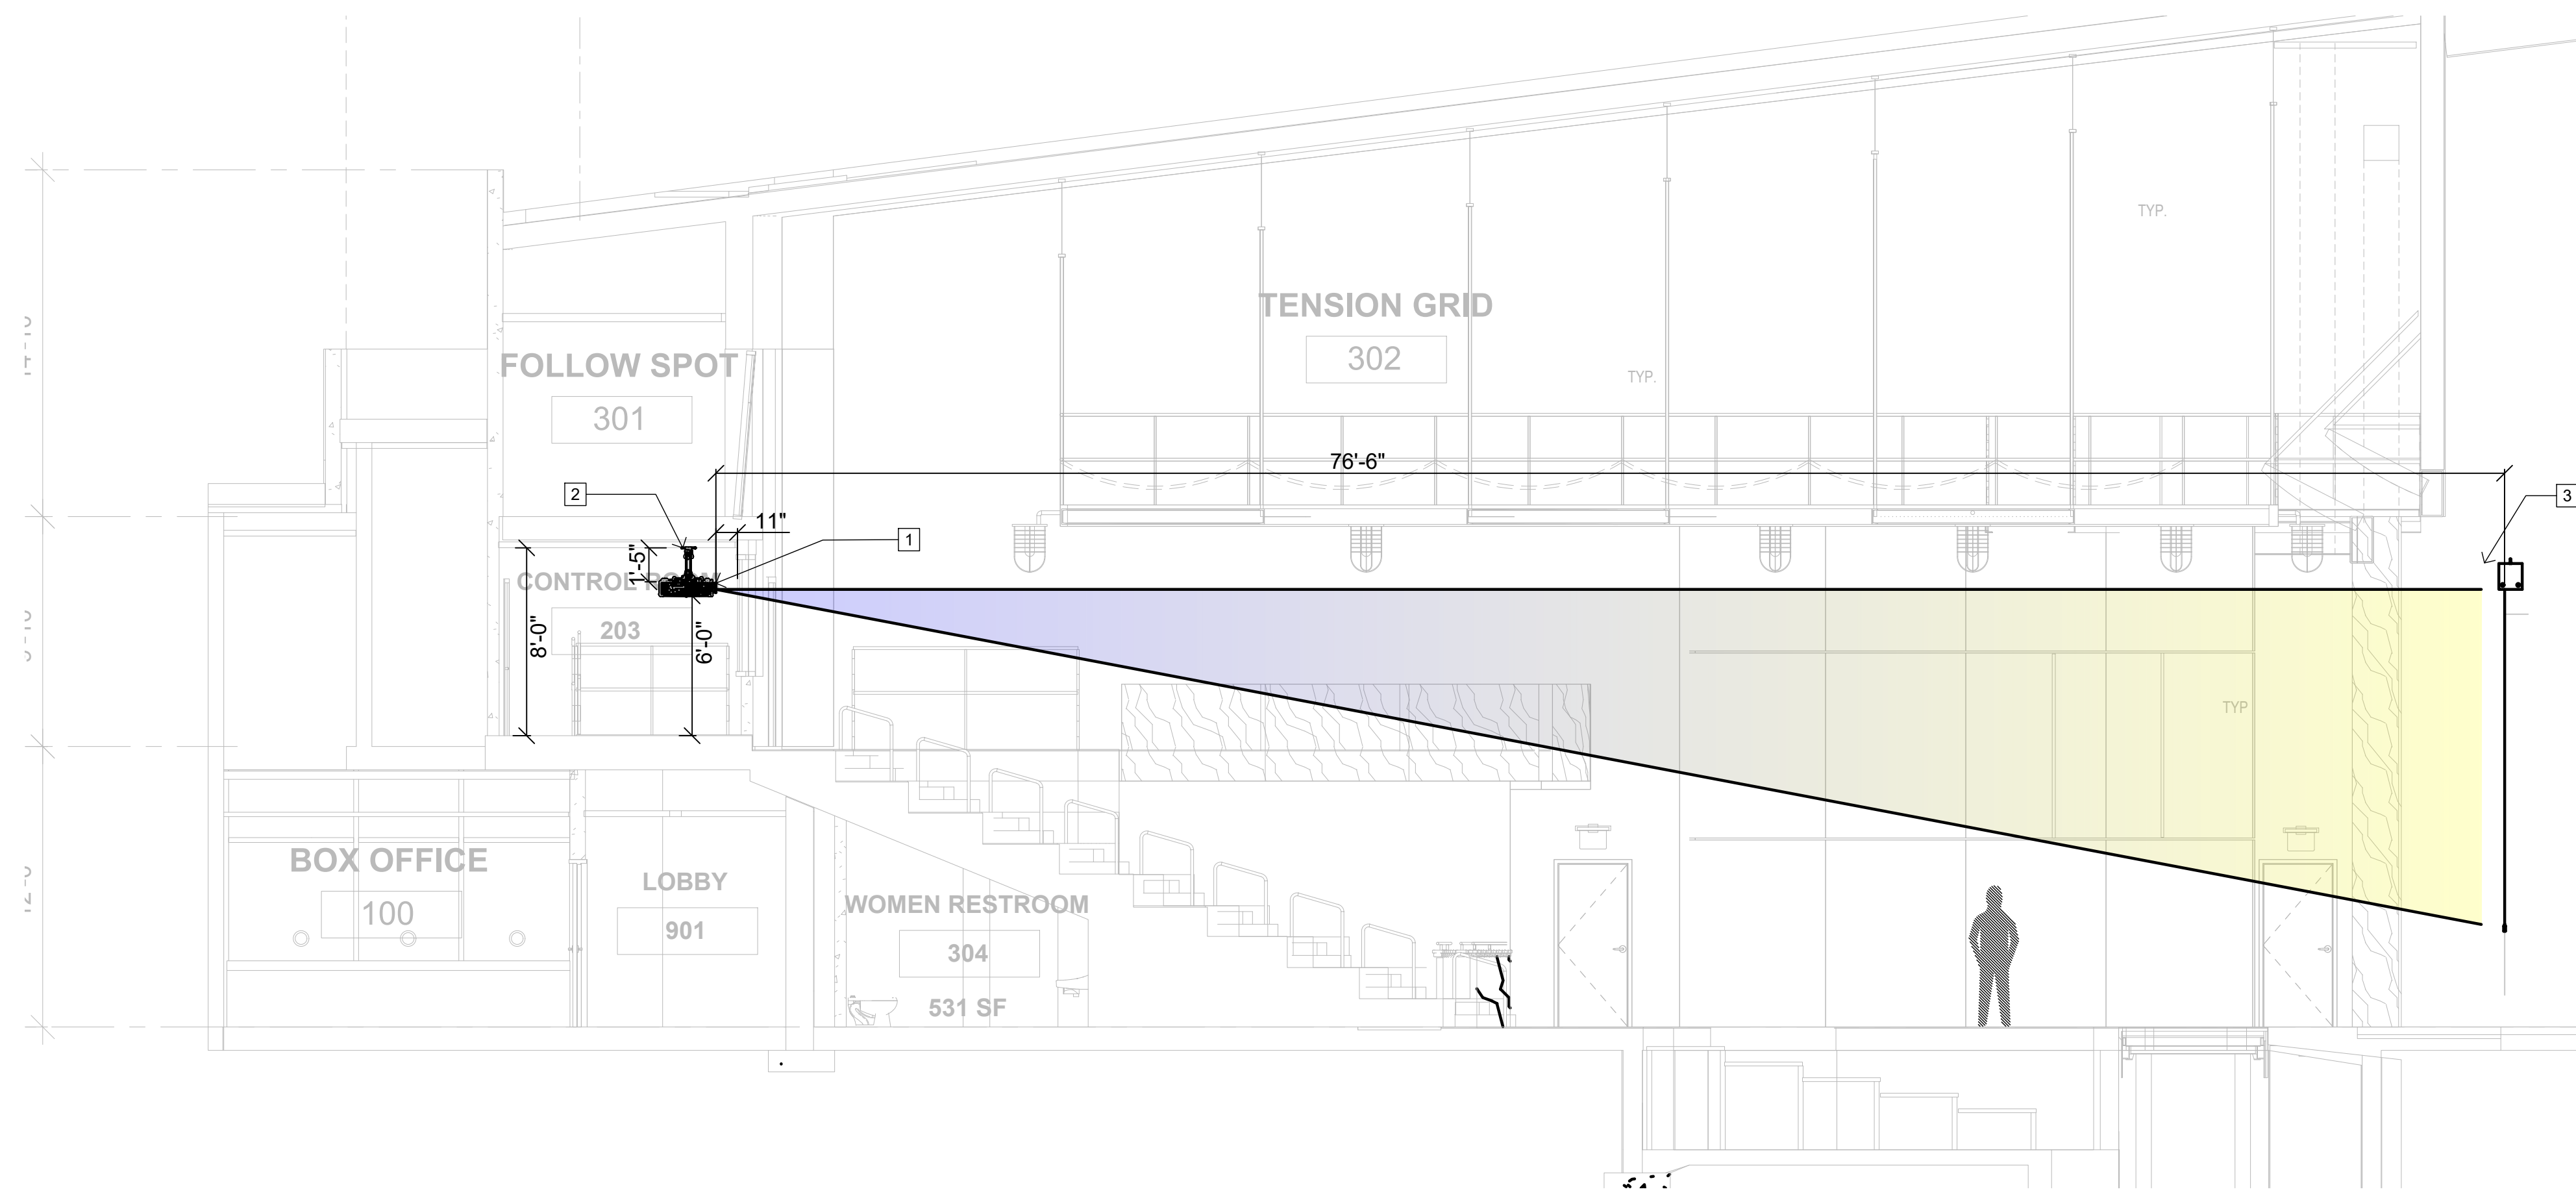 TYP.
TENSION GRID
302
FOLLOW SPOT
301
TYP.
76'-6"
2
3
11"
1
1'-5"
CONTROL ROOM
203
8'-0"
6'-0"
TYP
BOX OFFICE
100
LOBBY
901
WOMEN RESTROOM
304
531 SF